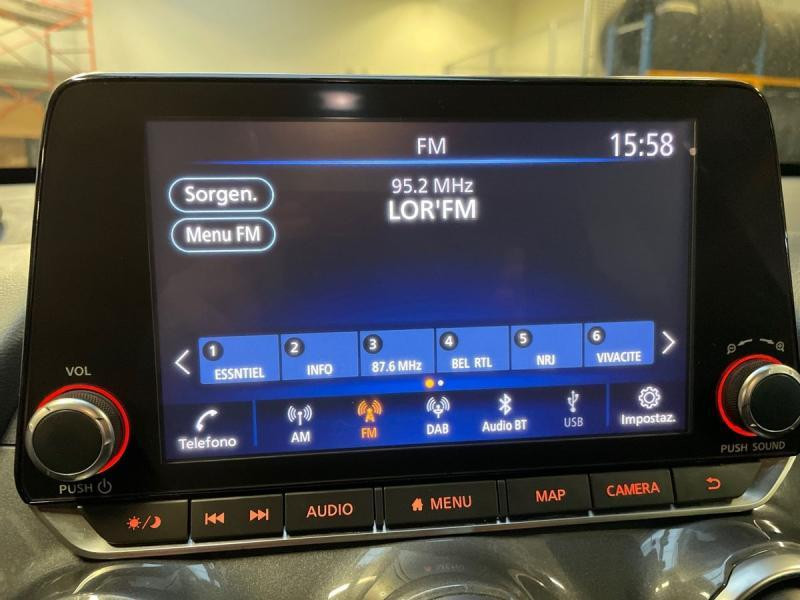 FM
15:58
Sorgen.
95.2 MHz
LOR'FM
Menu FM
1 ESSNTIEL
2 INFO
3 87.6 MHz
4 BEL RTL
5 NRJ
6 VIVACITE
Telefono
AM
FM
DAB
Audio BT
USB
Impostaz.
VOL
PUSH
PUSH SOUND
AUDIO
MENU
MAP
CAMERA